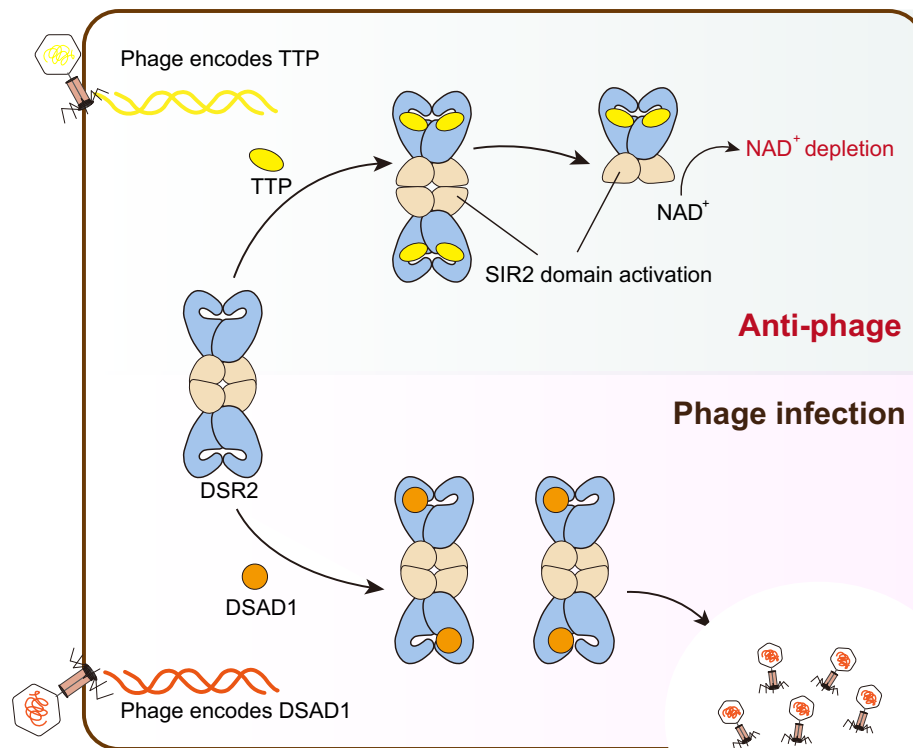 Phage encodes TTP
TTP
NAD⁺ depletion
NAD⁺
SIR2 domain activation
Anti-phage
Phage infection
DSR2
DSAD1
Phage encodes DSAD1